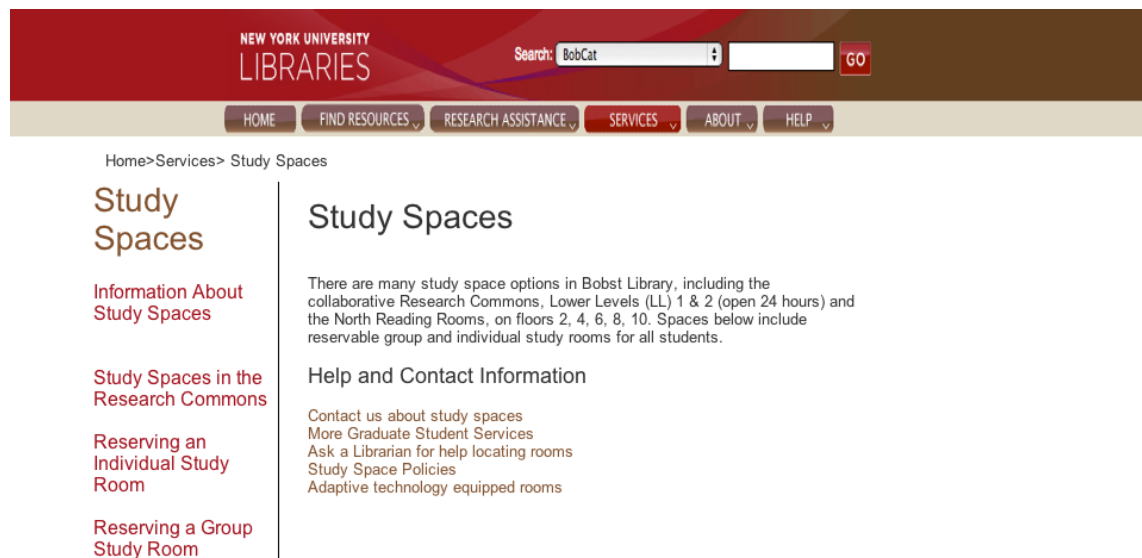 NEW YORK UNIVERSITY
LIBRARIES
Search: BobCat
GO
HOME
FIND RESOURCES
RESEARCH ASSISTANCE
SERVICES
ABOUT
HELP
Home>Services> Study Spaces
Study
Spaces
Information About
Study Spaces
Study Spaces in the
Research Commons
Reserving an
Individual Study
Room
Reserving a Group
Study Room
Study Spaces
There are many study space options in Bobst Library, including the
collaborative Research Commons, Lower Levels (LL) 1 & 2 (open 24 hours) and
the North Reading Rooms, on floors 2, 4, 6, 8, 10. Spaces below include
reservable group and individual study rooms for all students.
Help and Contact Information
Contact us about study spaces
More Graduate Student Services
Ask a Librarian for help locating rooms
Study Space Policies
Adaptive technology equipped rooms